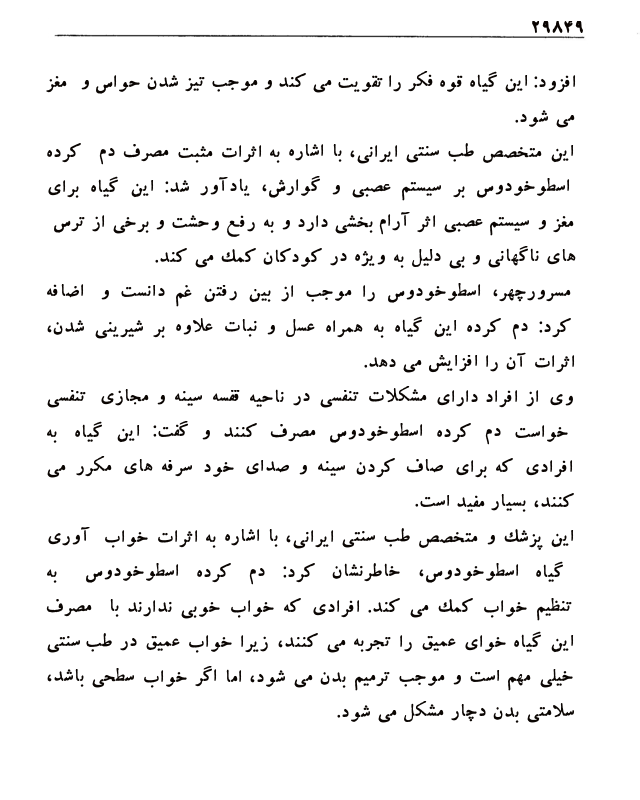 ۲۹۸۴۹
افزود: این گیاه قوه فکر را تقویت می کند و موجب تیز شدن حواس و مغز
می شود.
این متخصص طب سنتی ایرانی، با اشاره به اثرات مثبت مصرف دم کرده
اسطوخودوس بر سیستم عصبی و گوارش، یادآور شد: این گیاه برای
مغز و سیستم عصبی اثر آرام بخشی دارد و به رفع وحشت و برخی از ترس
های ناگهانی و بی دلیل به ویژه در کودکان کمك می کند.
مسرورچهر، اسطوخودوس را موجب از بین رفتن غم دانست و اضافه
کرد: دم کرده این گیاه به همراه عسل و نبات علاوه بر شیرینی شدن،
اثرات آن را افزایش می دهد.
وی از افراد دارای مشکلات تنفسی در ناحیه قفسه سینه و مجازی تنفسی
خواست دم کرده اسطوخودوس مصرف کنند و گفت: این گیاه به
افرادی که برای صاف کردن سینه و صدای خود سرفه های مکرر می
کنند، بسیار مفید است.
این پزشك و متخصص طب سنتی ایرانی، با اشاره به اثرات خواب آوری
گیاه اسطوخودوس، خاطرنشان کرد: دم کرده اسطوخودوس به
تنظیم خواب کمك می کند. افرادی که خواب خوبی ندارند با مصرف
این گیاه خوای عمیق را تجربه می کنند، زیرا خواب عمیق در طب سنتی
خیلی مهم است و موجب ترمیم بدن می شود، اما اگر خواب سطحی باشد،
سلامتی بدن دچار مشکل می شود.